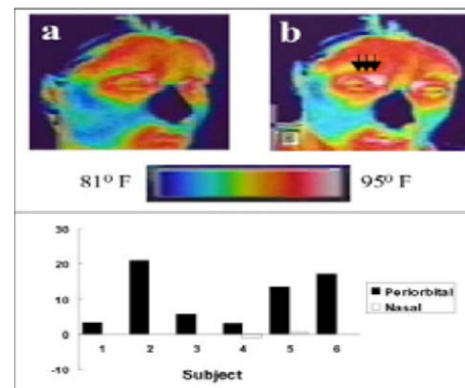 a
b
81° F
95° F
30
20
10
0
-10
1 2 3 4 5 6
Periorbital
Nasal
Subject